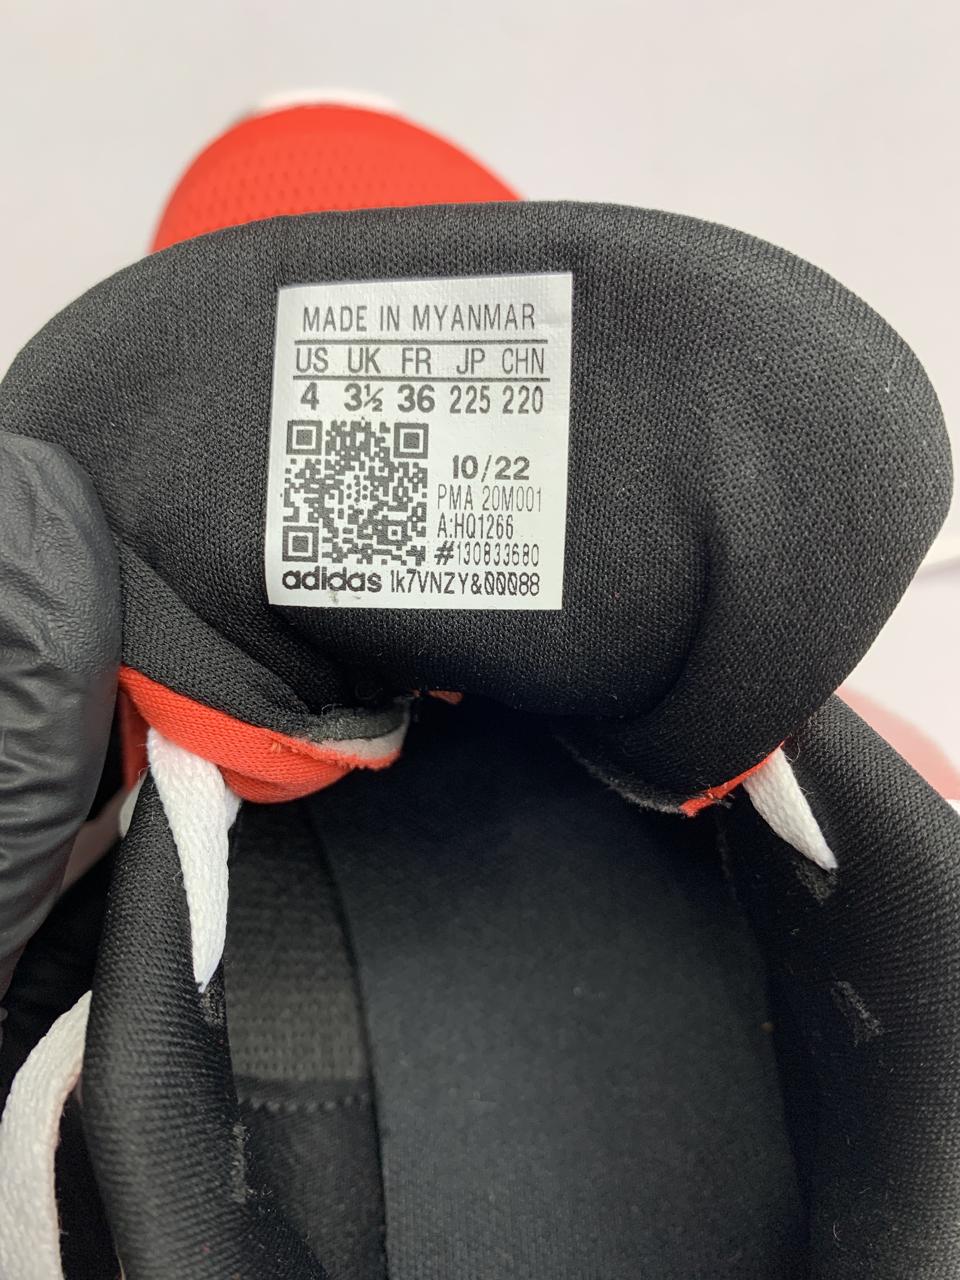 MADE IN MYANMAR
US UK FR JP CHN
4 3½ 36 225 220
10/22
PMA 20M001
A:HQ1266
#130833680
adidas 1k7VNZY&00088